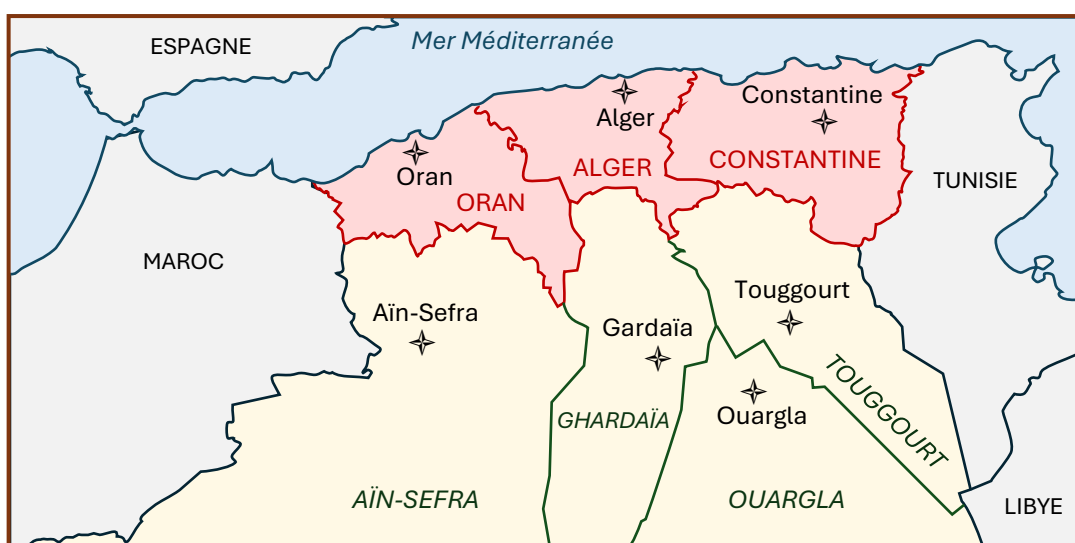 ESPAGNE
Mer Méditerranée
Constantine
Alger
Oran
ALGER
CONSTANTINE
TUNISIE
ORAN
MAROC
Touggourt
Aïn-Sefra
Gardaïa
TOUGGOURT
Ouargla
GHARDAÏA
AÏN-SEFRA
OUARGLA
LIBYE